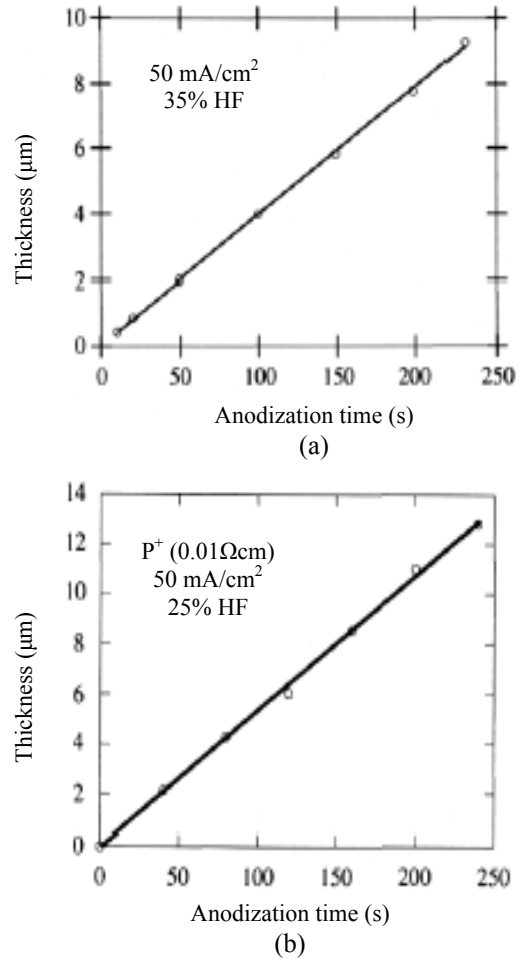 10
8
6
4
2
0
50 mA/cm²
35% HF
Thickness (μm)
0 50 100 150 200 250
Anodization time (s)
(a)
14
12
10
8
6
4
2
0
P⁺ (0.01Ωcm)
50 mA/cm²
25% HF
Thickness (μm)
0 50 100 150 200 250
Anodization time (s)
(b)